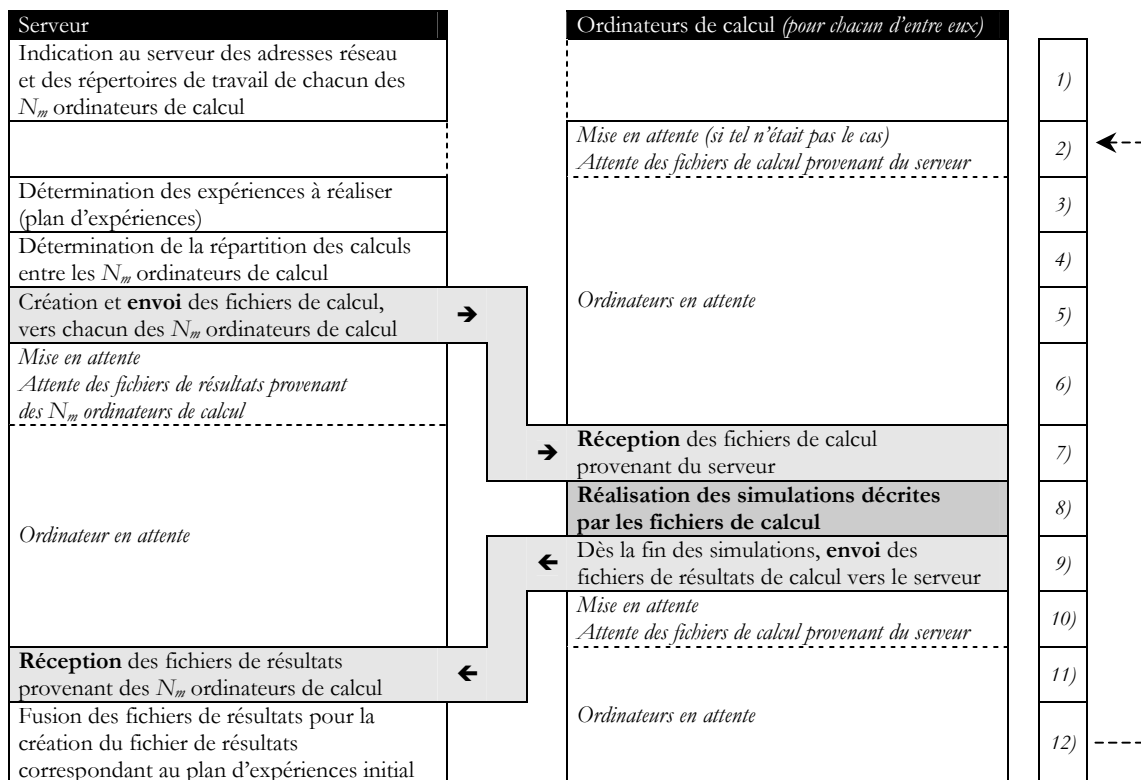 Serveur
Ordinateurs de calcul (pour chacun d'entre eux)
Indication au serveur des adresses réseau
et des répertoires de travail de chacun des
Nm ordinateurs de calcul
1)
Mise en attente (si tel n'était pas le cas)
Attente des fichiers de calcul provenant du serveur
2)
Détermination des expériences à réaliser
(plan d'expériences)
3)
Détermination de la répartition des calculs
entre les Nm ordinateurs de calcul
4)
Création et envoi des fichiers de calcul,
vers chacun des Nm ordinateurs de calcul
➔
Ordinateurs en attente
5)
Mise en attente
Attente des fichiers de résultats provenant
des Nm ordinateurs de calcul
6)
➔
Réception des fichiers de calcul
provenant du serveur
7)
Réalisation des simulations décrites
par les fichiers de calcul
8)
Ordinateur en attente
Dès la fin des simulations, envoi des
fichiers de résultats de calcul vers le serveur
9)
Mise en attente
Attente des fichiers de calcul provenant du serveur
10)
Réception des fichiers de résultats
provenant des Nm ordinateurs de calcul
11)
Fusion des fichiers de résultats pour la
création du fichier de résultats
correspondant au plan d'expériences initial
Ordinateurs en attente
12)